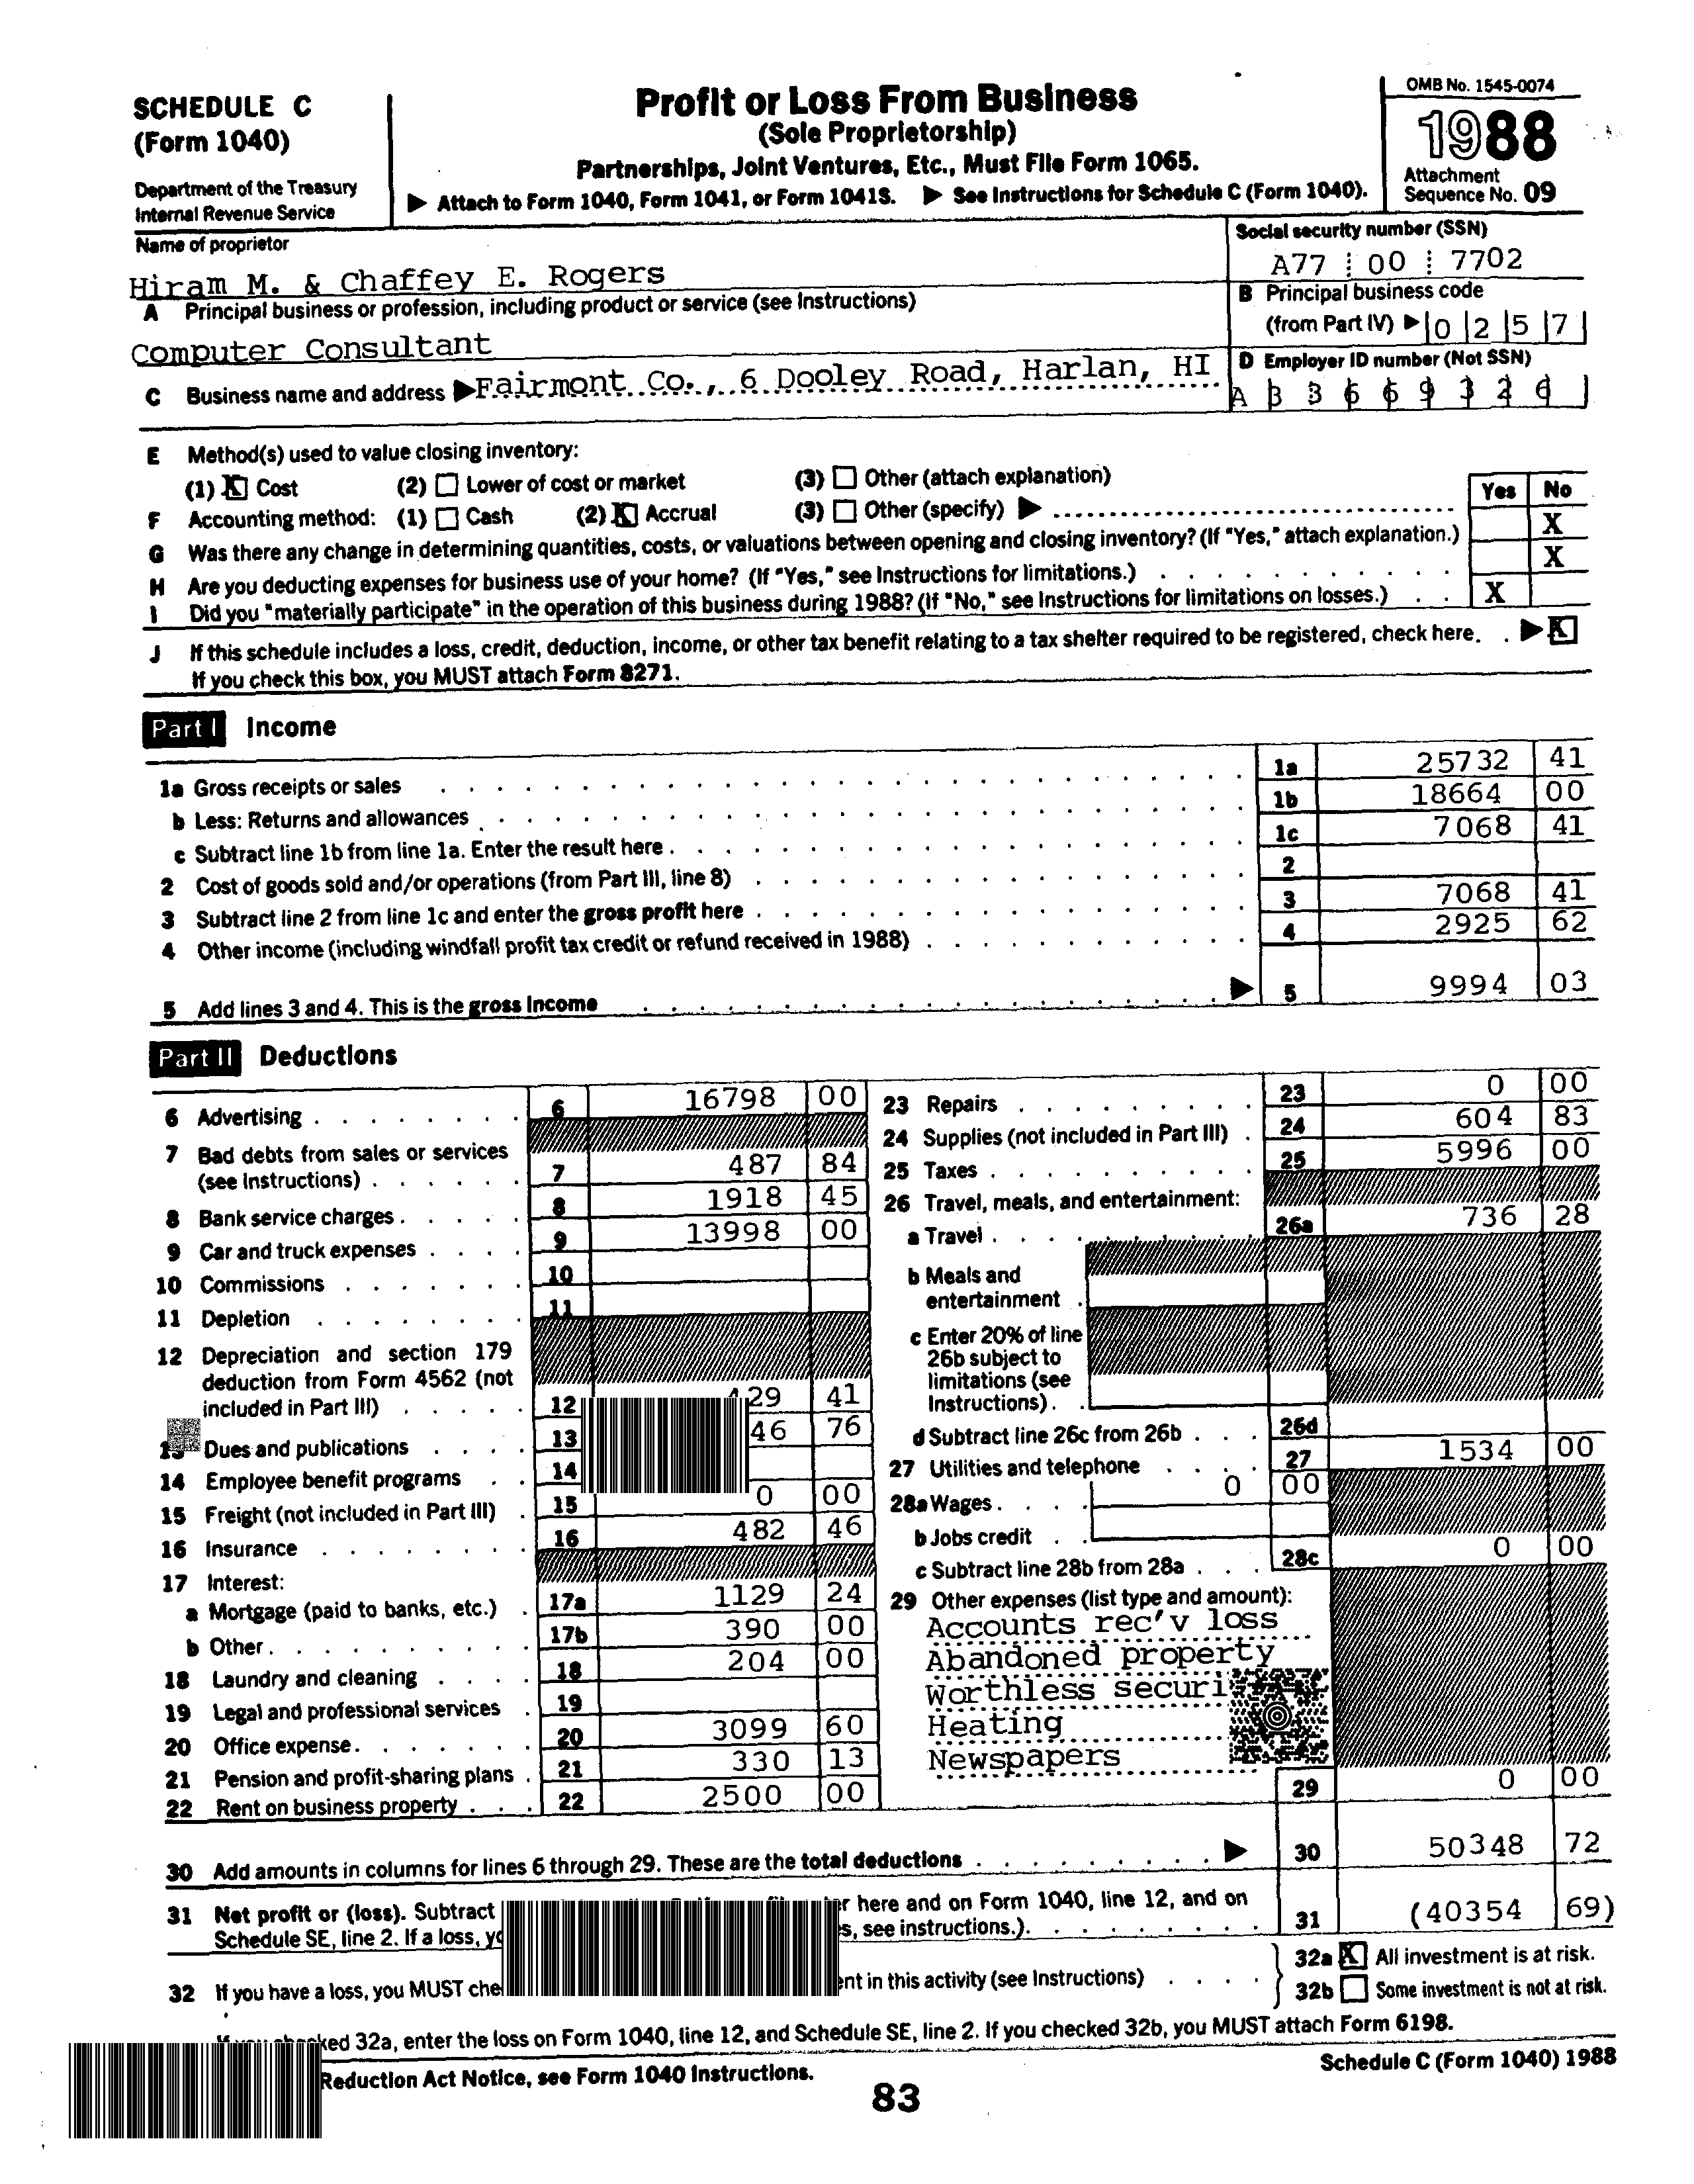 SCHEDULE C
(Form 1040)
Department of the Treasury
Internal Revenue Service
Profit or Loss From Business
(Sole Proprietorship)
Partnerships, Joint Ventures, Etc., Must File Form 1065.
▶ Attach to Form 1040, Form 1041, or Form 1041S. ▶ See Instructions for Schedule C (Form 1040).
OMB No. 1545-0074
1988
Attachment
Sequence No. 09
Name of proprietor
Hiram M. & Chaffey E. Rogers
Social security number (SSN)
A77 00 7702
A Principal business or profession, including product or service (see Instructions)
Computer Consultant
B Principal business code
(from Part IV) ▶ 0 2 5 7
C Business name and address ▶ Fairmont Co., 6 Dooley Road, Harlan, HI
D Employer ID number (Not SSN)
A
E Method(s) used to value closing inventory:
(1) X Cost (2) Lower of cost or market (3) Other (attach explanation)
F Accounting method: (1) Cash (2) X Accrual (3) Other (specify) ▶
Yes No
G Was there any change in determining quantities, costs, or valuations between opening and closing inventory? (If "Yes," attach explanation.) X
H Are you deducting expenses for business use of your home? (If "Yes," see Instructions for limitations.) X
I Did you "materially participate" in the operation of this business during 1988? (If "No," see Instructions for limitations on losses.) X
J If this schedule includes a loss, credit, deduction, income, or other tax benefit relating to a tax shelter required to be registered, check here. ▶ X
If you check this box, you MUST attach Form 8271.
Part I Income
1a Gross receipts or sales 1a 25732 41
b Less: Returns and allowances 1b 18664 00
c Subtract line 1b from line 1a. Enter the result here 1c 7068 41
2 Cost of goods sold and/or operations (from Part III, line 8) 2
3 Subtract line 2 from line 1c and enter the gross profit here 3 7068 41
4 Other income (including windfall profit tax credit or refund received in 1988) 4 2925 62
5 Add lines 3 and 4. This is the gross income ▶ 5 9994 03
Part II Deductions
6 Advertising 6 16798 00
7 Bad debts from sales or services
(see Instructions) 7 487 84
8 Bank service charges 8 1918 45
9 Car and truck expenses 9 13998 00
10 Commissions 10
11 Depletion 11
12 Depreciation and section 179
deduction from Form 4562 (not
included in Part III) 12 29 41
Dues and publications 13 46 76
14 Employee benefit programs 14
15 Freight (not included in Part III) 15 0 00
16 Insurance 16 482 46
17 Interest:
a Mortgage (paid to banks, etc.) 17a 1129 24
b Other 17b 390 00
18 Laundry and cleaning 18 204 00
19 Legal and professional services 19
20 Office expense 20 3099 60
21 Pension and profit-sharing plans 21 330 13
22 Rent on business property 22 2500 00
23 Repairs 23 0 00
24 Supplies (not included in Part III) 24 604 83
25 Taxes 25 5996 00
26 Travel, meals, and entertainment:
a Travel 26a 736 28
b Meals and
entertainment
c Enter 20% of line
26b subject to
limitations (see
Instructions)
d Subtract line 26c from 26b 26d
27 Utilities and telephone 27 1534 00
28a Wages 0 00
b Jobs credit
c Subtract line 28b from 28a 28c 0 00
29 Other expenses (list type and amount):
Accounts rec'v loss
Abandoned property
Worthless securi
Heating
Newspapers
29 0 00
30 Add amounts in columns for lines 6 through 29. These are the total deductions ▶ 30 50348 72
31 Net profit or (loss). Subtract here and on Form 1040, line 12, and on
Schedule SE, line 2. If a loss, see instructions.) 31 (40354 69)
32 If you have a loss, you MUST in this activity (see Instructions)
32a X All investment is at risk.
32b Some investment is not at risk.
32a, enter the loss on Form 1040, line 12, and Schedule SE, line 2. If you checked 32b, you MUST attach Form 6198.
Reduction Act Notice, see Form 1040 Instructions.
83
Schedule C (Form 1040) 1988